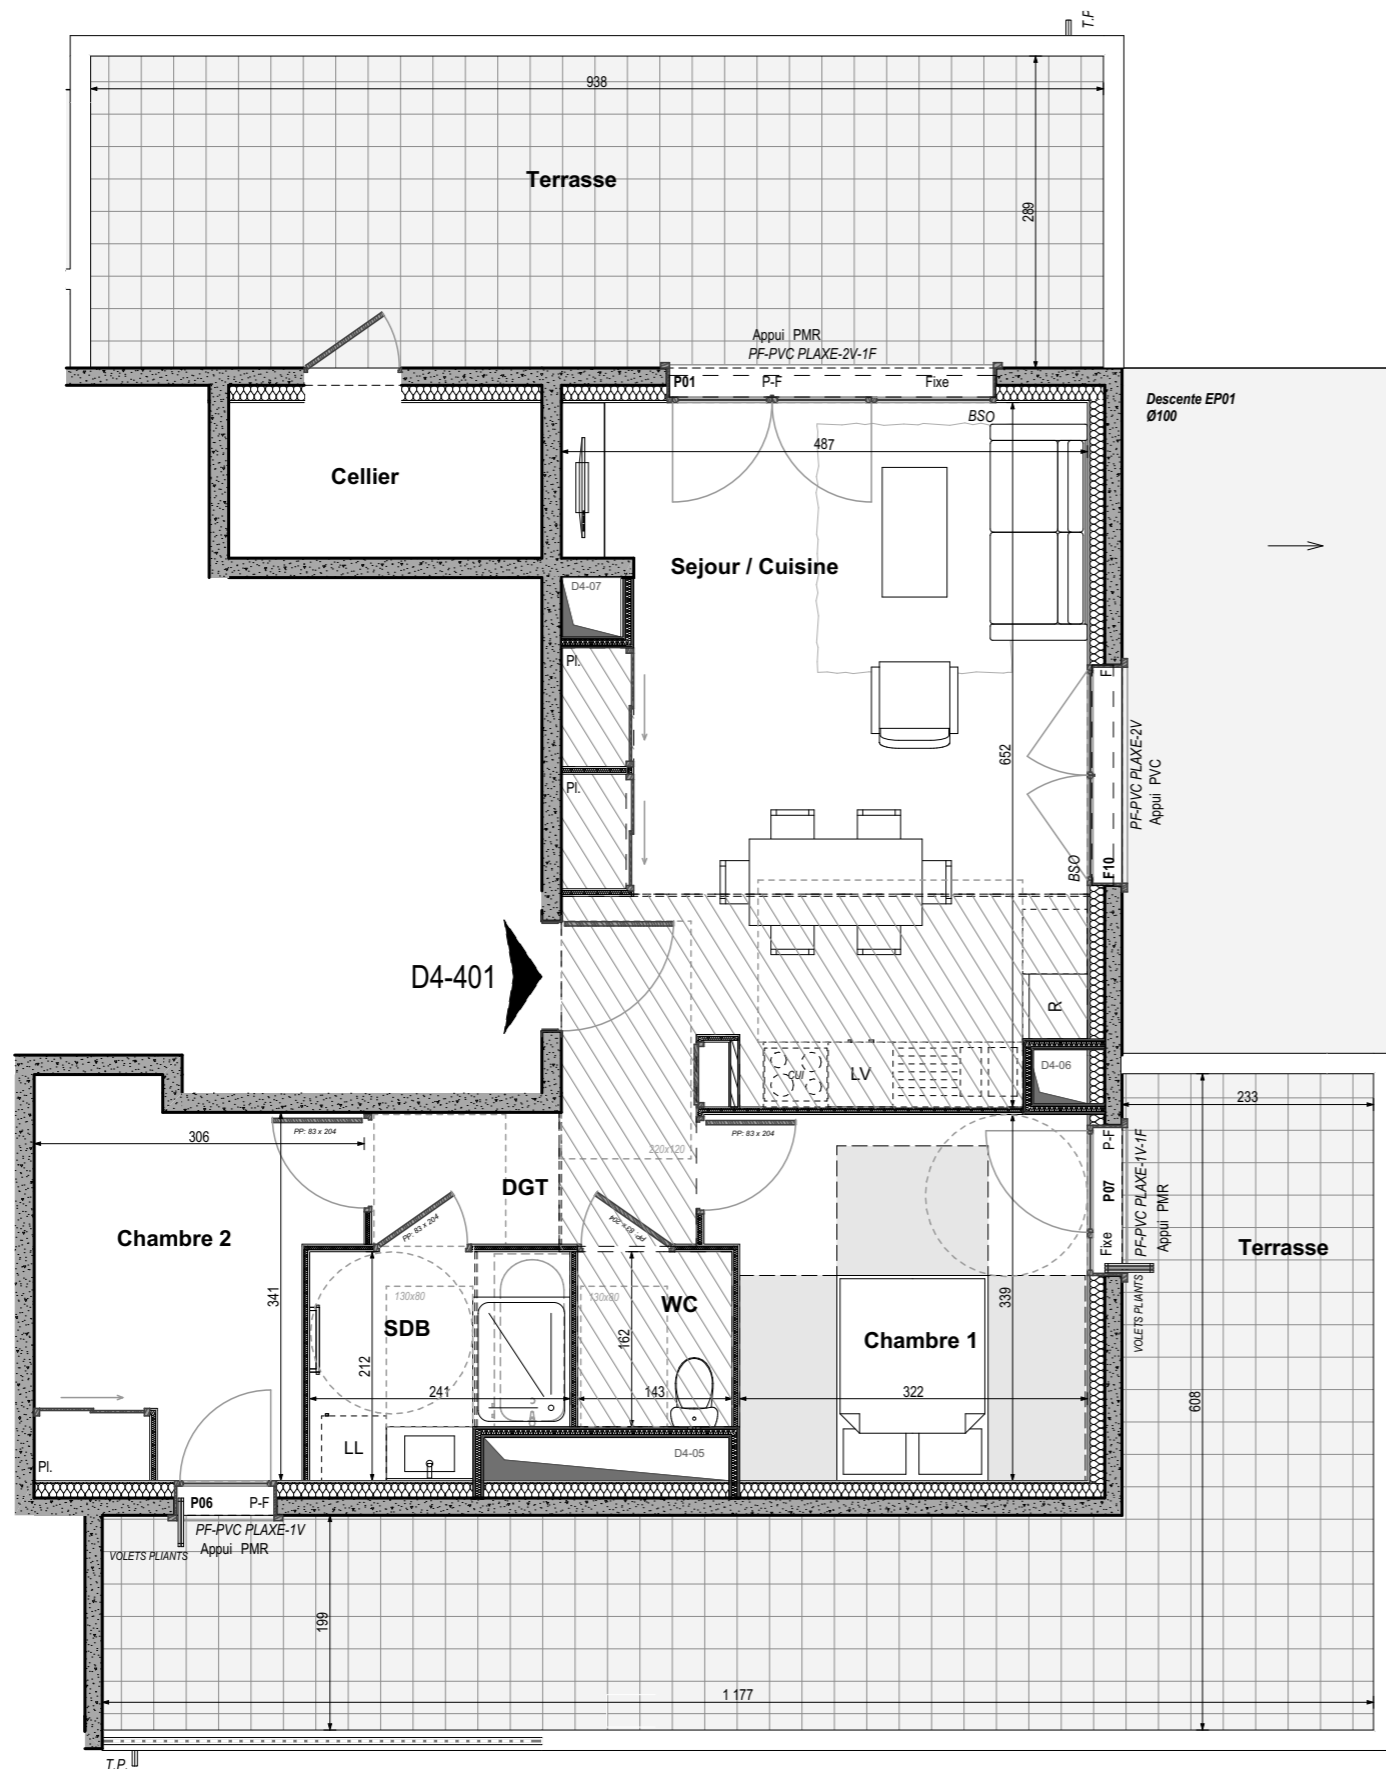 T.P
938
Terrasse
289
Appui PMR
PF-PVC PLAXE-2V-1F
P01
P-F
Fixe
Descente EP01
Ø100
BSO
487
Cellier
Sejour / Cuisine
D4-07
Pl.
F
652
PF-PVC PLAXE-2V
Appui PVC
Pl.
BSO
F10
D4-401
R
CUI
LV
D4-06
233
306
PP: 83 x 204
PP: 83 x 204
220x120
P-F
P07
Fixe
PF-PVC PLAXE-1V-1F
Appui PMR
DGT
PP: 83 x 204
PP: 83 x 204
Chambre 2
Terrasse
341
130x80
130x80
WC
339
VOLETS PLIANTS
SDB
162
Chambre 1
212
241
143
322
608
LL
D4-05
Pl.
P06
P-F
PF-PVC PLAXE-1V
VOLETS PLIANTS
Appui PMR
199
1 177
T.P.